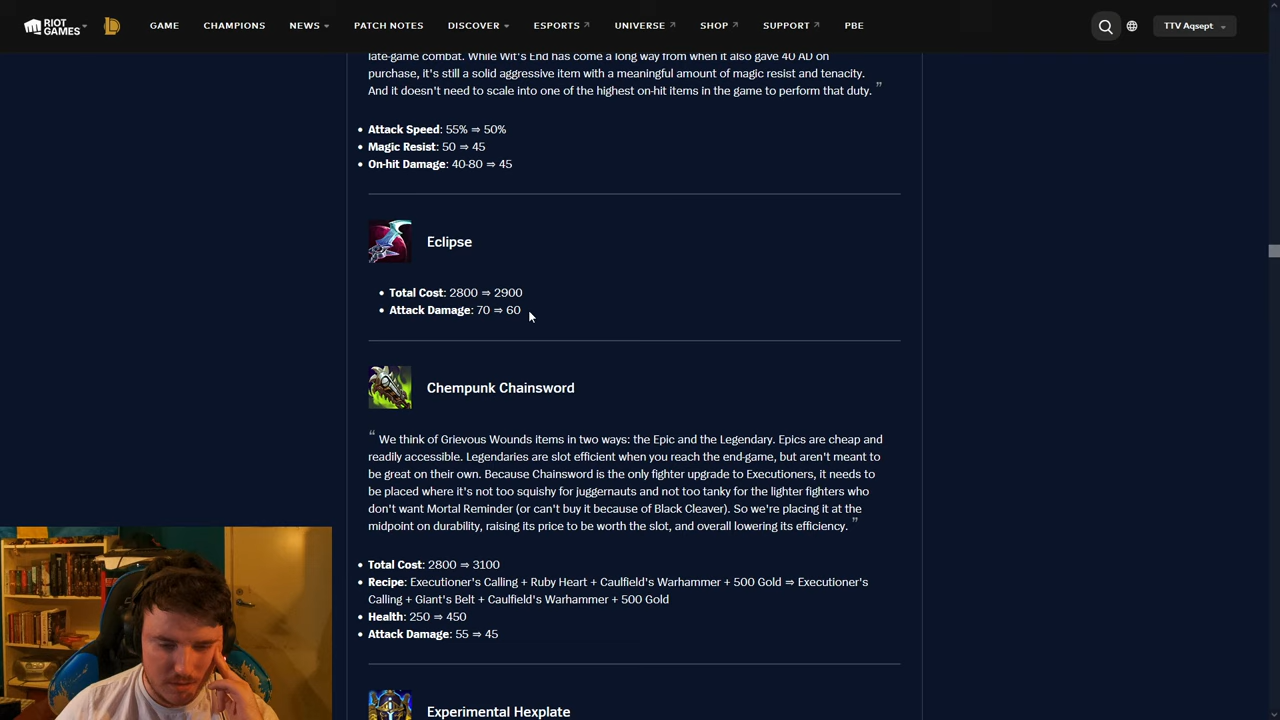 RIOT GAMES
GAME CHAMPIONS NEWS PATCH NOTES DISCOVER ESPORTS UNIVERSE SHOP SUPPORT PBE TTV Aqsept
late-game combat. While Wit's End has come a long way from when it also gave 40 AD on
purchase, it's still a solid aggressive item with a meaningful amount of magic resist and tenacity.
And it doesn't need to scale into one of the highest on-hit items in the game to perform that duty. ”
• Attack Speed: 55% ⇒ 50%
• Magic Resist: 50 ⇒ 45
• On-hit Damage: 40-80 ⇒ 45
Eclipse
• Total Cost: 2800 ⇒ 2900
• Attack Damage: 70 ⇒ 60
Chempunk Chainsword
“ We think of Grievous Wounds items in two ways: the Epic and the Legendary. Epics are cheap and
readily accessible. Legendaries are slot efficient when you reach the end-game, but aren't meant to
be great on their own. Because Chainsword is the only fighter upgrade to Executioners, it needs to
be placed where it's not too squishy for juggernauts and not too tanky for the lighter fighters who
don't want Mortal Reminder (or can't buy it because of Black Cleaver). So we're placing it at the
midpoint on durability, raising its price to be worth the slot, and overall lowering its efficiency. ”
• Total Cost: 2800 ⇒ 3100
• Recipe: Executioner's Calling + Ruby Heart + Caulfield's Warhammer + 500 Gold ⇒ Executioner's
Calling + Giant's Belt + Caulfield's Warhammer + 500 Gold
• Health: 250 ⇒ 450
• Attack Damage: 55 ⇒ 45
Experimental Hexplate